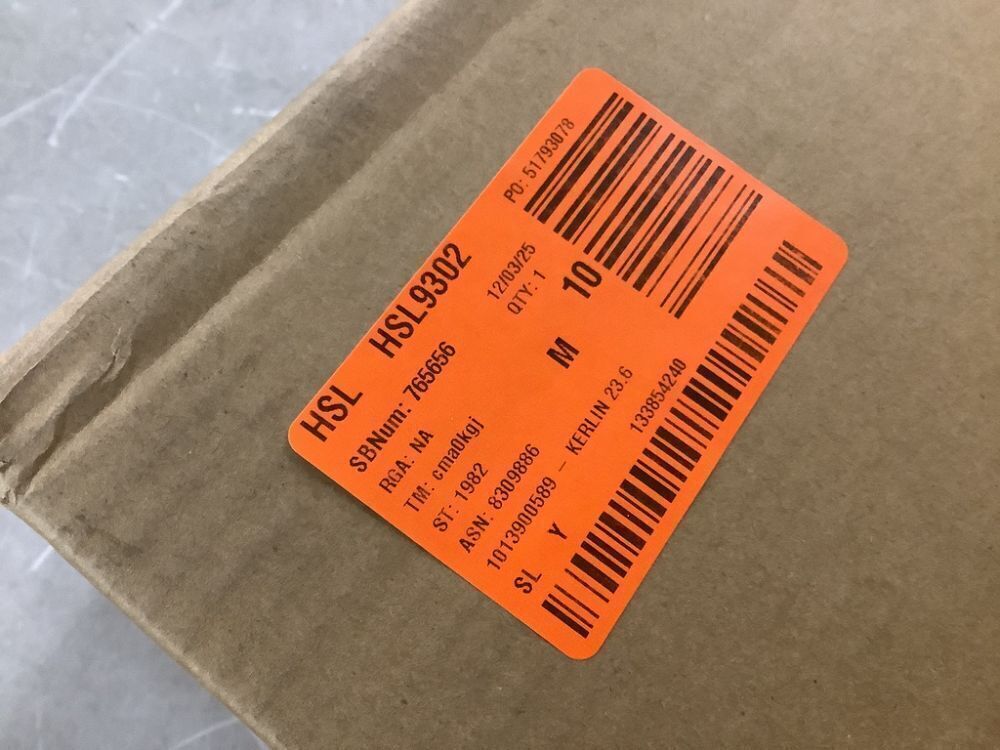 HSL HSL9302
PO: 51793078
SBNum: 765656
12/03/25
RGA: NA
QTY: 1
TM: cma0kgj
M 10
ST: 1982
ASN: 8309886
1013900589 - KERLIN 23.6
SL Y
133854240